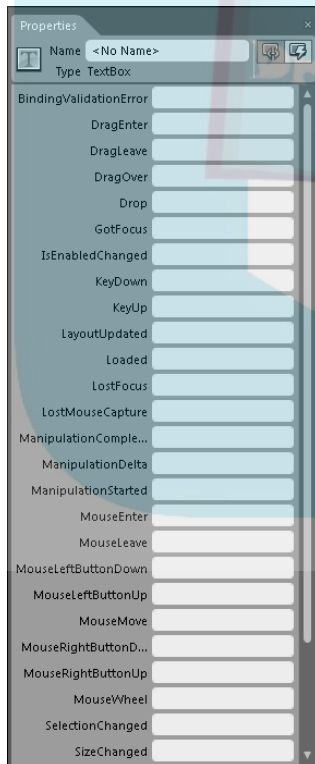 Properties
Name <No Name>
Type TextBox
BindingValidationError
DragEnter
DragLeave
DragOver
Drop
GotFocus
IsEnabledChanged
KeyDown
KeyUp
LayoutUpdated
Loaded
LostFocus
LostMouseCapture
ManipulationComple...
ManipulationDelta
ManipulationStarted
MouseEnter
MouseLeave
MouseLeftButtonDown
MouseLeftButtonUp
MouseMove
MouseRightButtonD...
MouseRightButtonUp
MouseWheel
SelectionChanged
SizeChanged